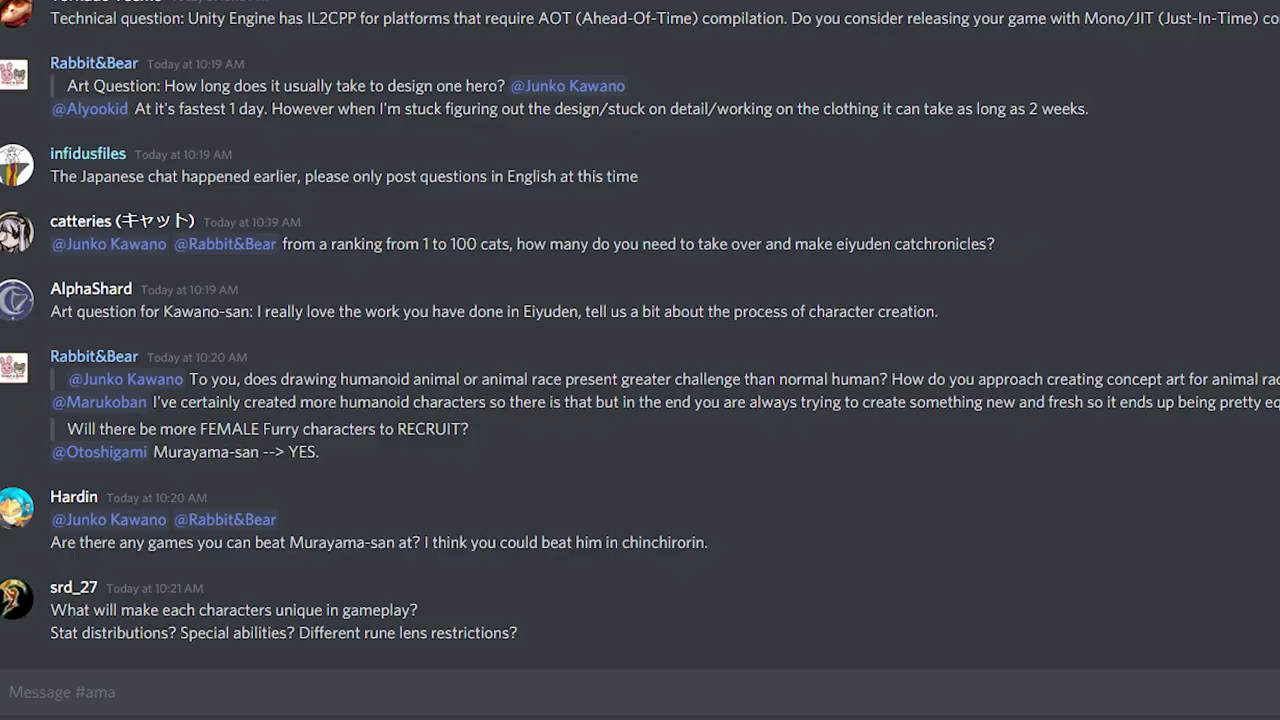 Technical question: Unity Engine has IL2CPP for platforms that require AOT (Ahead-Of-Time) compilation. Do you consider releasing your game with Mono/JIT (Just-In-Time) co
Rabbit&Bear Today at 10:19 AM
Art Question: How long does it usually take to design one hero? @Junko Kawano
@Alyookid At it's fastest 1 day. However when I'm stuck figuring out the design/stuck on detail/working on the clothing it can take as long as 2 weeks.
infidusfiles Today at 10:19 AM
The Japanese chat happened earlier, please only post questions in English at this time
catteries (キャット) Today at 10:19 AM
@Junko Kawano @Rabbit&Bear from a ranking from 1 to 100 cats, how many do you need to take over and make eiyuden catchronicles?
AlphaShard Today at 10:19 AM
Art question for Kawano-san: I really love the work you have done in Eiyuden, tell us a bit about the process of character creation.
Rabbit&Bear Today at 10:20 AM
@Junko Kawano To you, does drawing humanoid animal or animal race present greater challenge than normal human? How do you approach creating concept art for animal rac
@Marukoban I've certainly created more humanoid characters so there is that but in the end you are always trying to create something new and fresh so it ends up being pretty eq
Will there be more FEMALE Furry characters to RECRUIT?
@Otoshigami Murayama-san --> YES.
Hardin Today at 10:20 AM
@Junko Kawano @Rabbit&Bear
Are there any games you can beat Murayama-san at? I think you could beat him in chinchirorin.
srd_27 Today at 10:21 AM
What will make each characters unique in gameplay?
Stat distributions? Special abilities? Different rune lens restrictions?
Message #ama